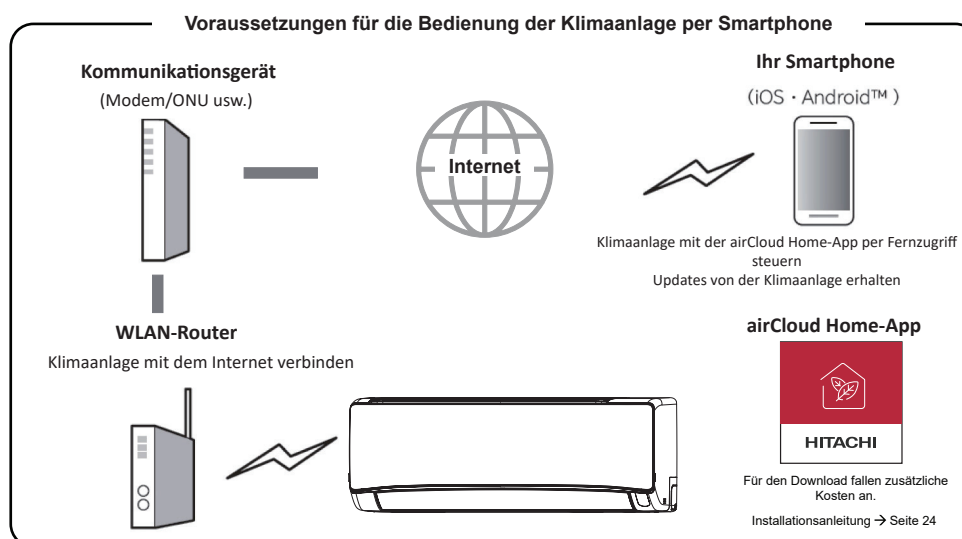 Voraussetzungen für die Bedienung der Klimaanlage per Smartphone
Kommunikationsgerät
(Modem/ONU usw.)
Internet
Ihr Smartphone
(iOS・Android™ )
Klimaanlage mit der airCloud Home-App per Fernzugriff
steuern
Updates von der Klimaanlage erhalten
WLAN-Router
Klimaanlage mit dem Internet verbinden
airCloud Home-App
HITACHI
Für den Download fallen zusätzliche
Kosten an.
Installationsanleitung → Seite 24